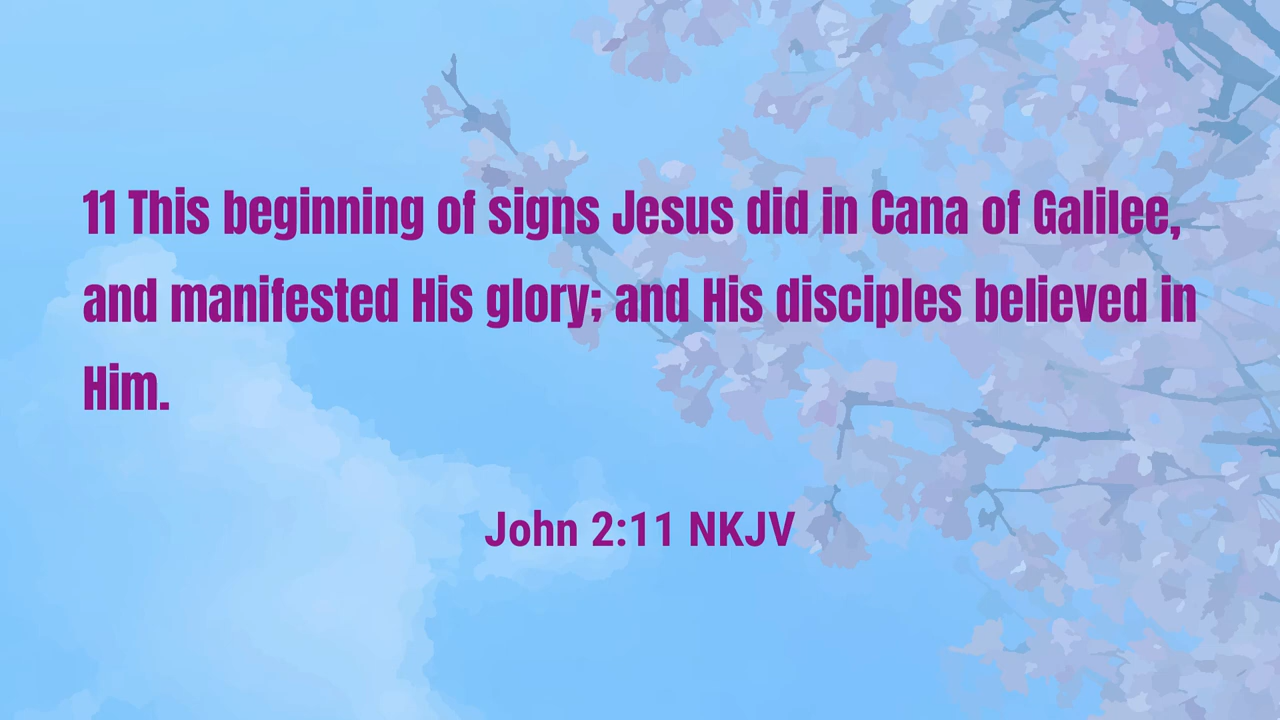 11 This beginning of signs Jesus did in Cana of Galilee,
and manifested His glory; and His disciples believed in
Him.
John 2:11 NKJV